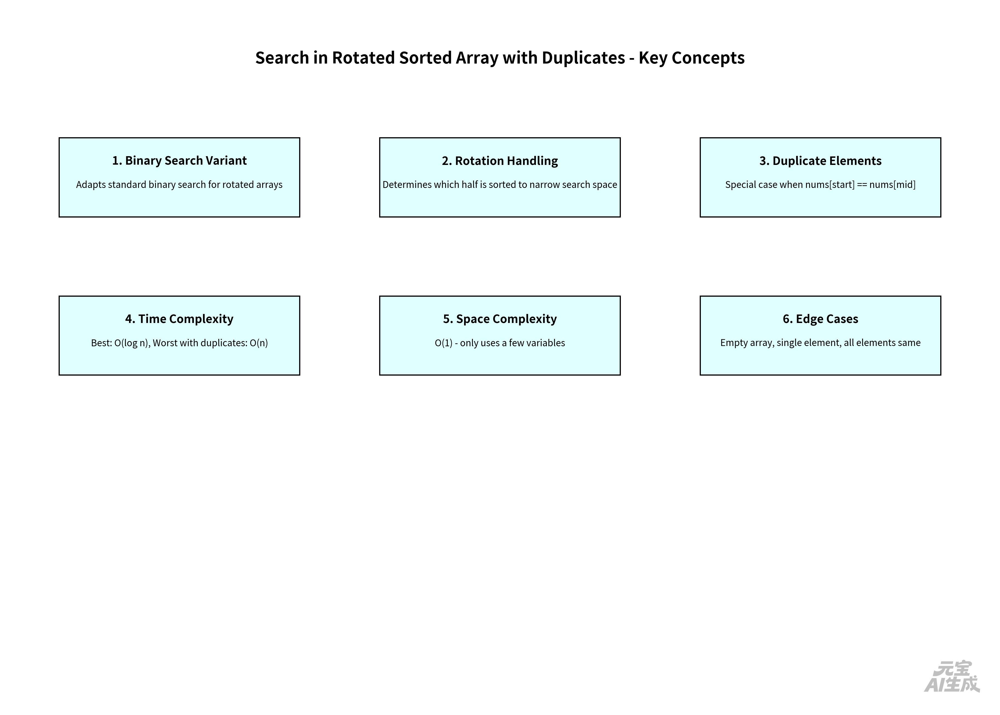 Search in Rotated Sorted Array with Duplicates - Key Concepts
1. Binary Search Variant
Adapts standard binary search for rotated arrays
2. Rotation Handling
Determines which half is sorted to narrow search space
3. Duplicate Elements
Special case when nums[start] == nums[mid]
4. Time Complexity
Best: O(log n), Worst with duplicates: O(n)
5. Space Complexity
O(1) - only uses a few variables
6. Edge Cases
Empty array, single element, all elements same
元宝
AI生成